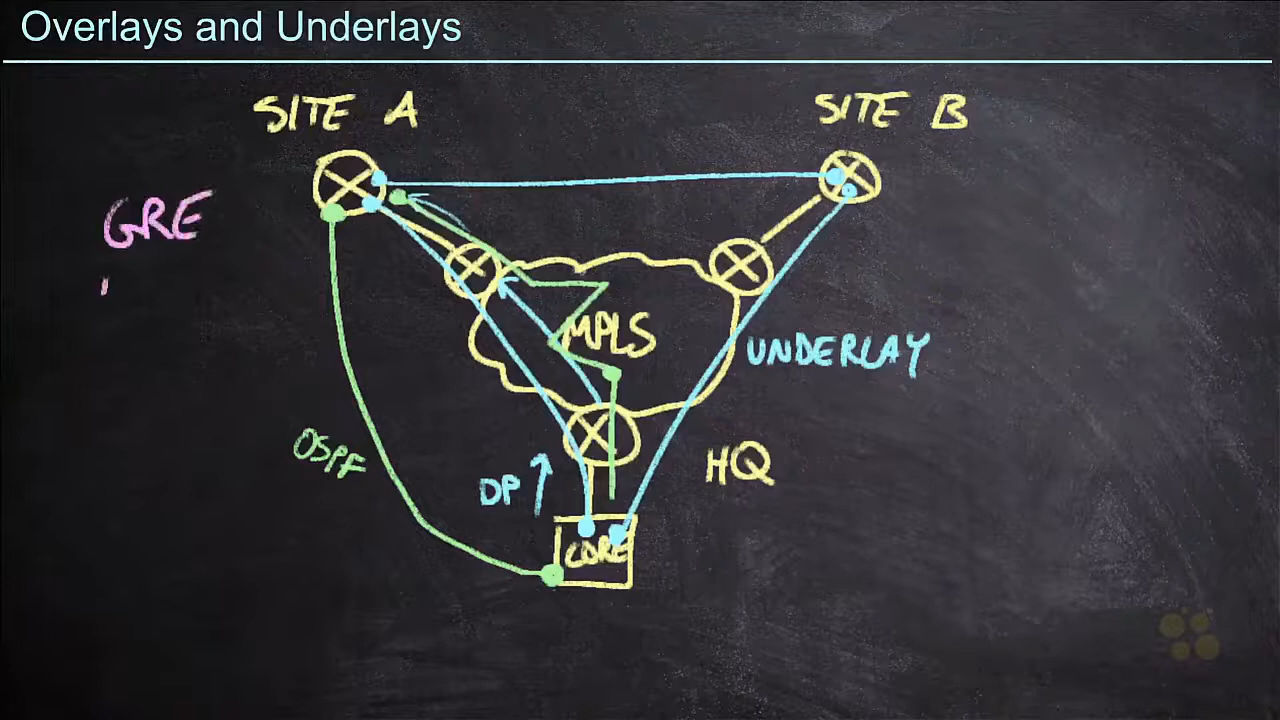 Overlays and Underlays
SITE A
SITE B
GRE
MPLS
UNDERLAY
OSPF
HQ
DP
CORE